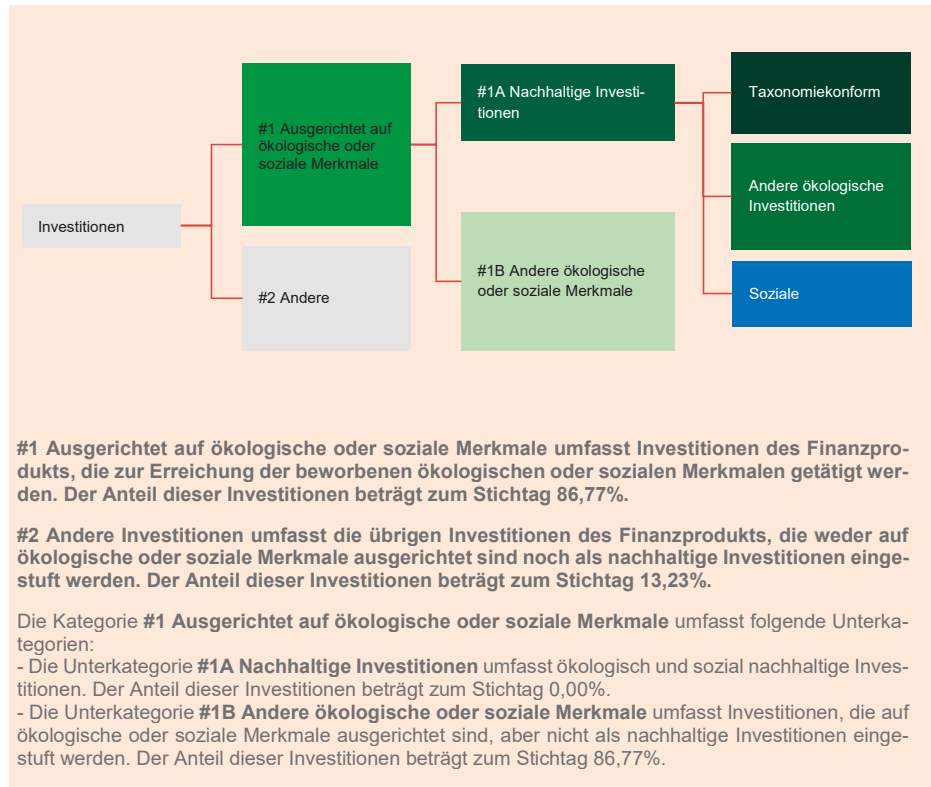 #1A Nachhaltige Investi-
tionen
Taxonomiekonform
#1 Ausgerichtet auf
ökologische oder
soziale Merkmale
Andere ökologische
Investitionen
Investitionen
#1B Andere ökologische
oder soziale Merkmale
#2 Andere
Soziale
#1 Ausgerichtet auf ökologische oder soziale Merkmale umfasst Investitionen des Finanzpro-
dukts, die zur Erreichung der beworbenen ökologischen oder sozialen Merkmalen getätigt wer-
den. Der Anteil dieser Investitionen beträgt zum Stichtag 86,77%.
#2 Andere Investitionen umfasst die übrigen Investitionen des Finanzprodukts, die weder auf
ökologische oder soziale Merkmale ausgerichtet sind noch als nachhaltige Investitionen einge-
stuft werden. Der Anteil dieser Investitionen beträgt zum Stichtag 13,23%.
Die Kategorie #1 Ausgerichtet auf ökologische oder soziale Merkmale umfasst folgende Unterka-
tegorien:
- Die Unterkategorie #1A Nachhaltige Investitionen umfasst ökologisch und sozial nachhaltige Inves-
titionen. Der Anteil dieser Investitionen beträgt zum Stichtag 0,00%.
- Die Unterkategorie #1B Andere ökologische oder soziale Merkmale umfasst Investitionen, die auf
ökologische oder soziale Merkmale ausgerichtet sind, aber nicht als nachhaltige Investitionen einge-
stuft werden. Der Anteil dieser Investitionen beträgt zum Stichtag 86,77%.